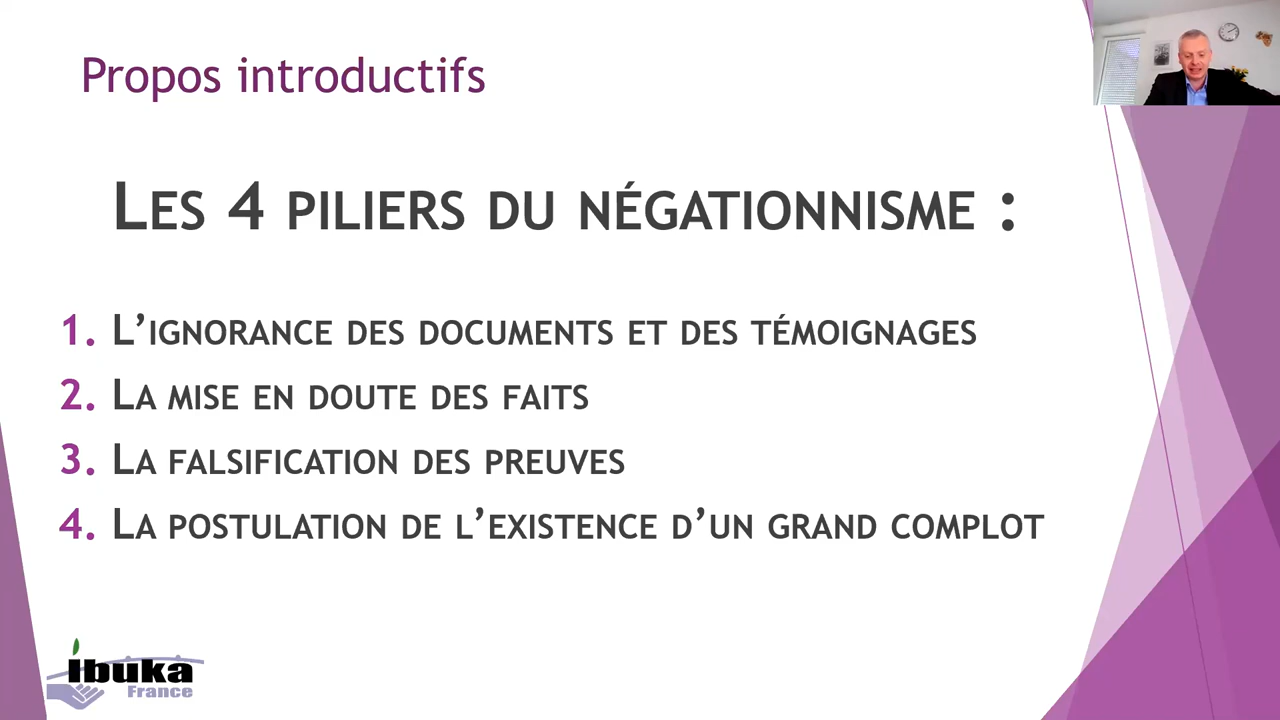 Propos introductifs
Les 4 piliers du négationnisme :
1. L’ignorance des documents et des témoignages
2. La mise en doute des faits
3. La falsification des preuves
4. La postulation de l’existence d’un grand complot
ibuka
France